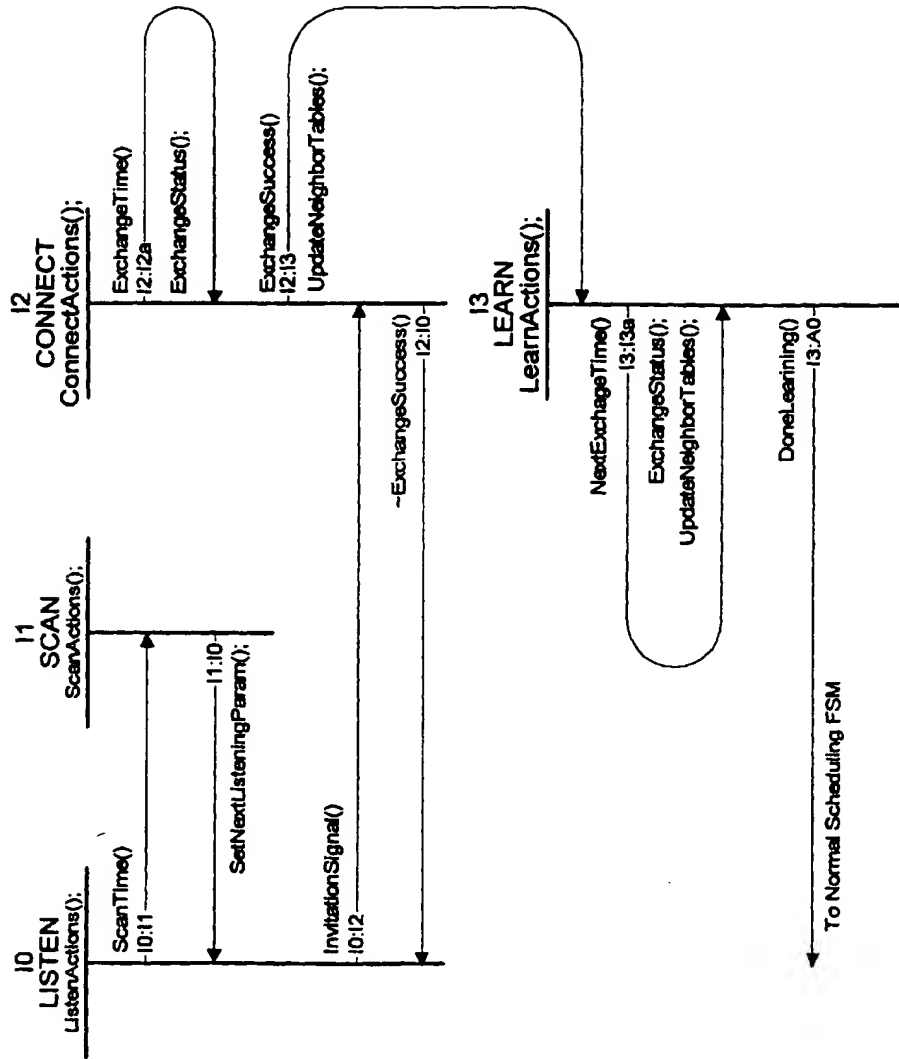 I0
LISTEN
ListenActions();
I1
SCAN
ScanActions();
I2
CONNECT
ConnectActions();
ScanTime()
I0:I1
I1:I0
SetNextListeningParam();
ExchangeTime()
I2:I2a
ExchangeStatus();
ExchangeSuccess()
I2:I3
UpdateNeighborTables();
InvitationSignal()
I0:I2
~ExchangeSuccess()
I2:I0
I3
LEARN
LearnActions();
NextExchageTime()
I3:I3a
ExchangeStatus();
UpdateNeighborTables();
DoneLearining()
I3:A0
To Normal Scheduling FSM